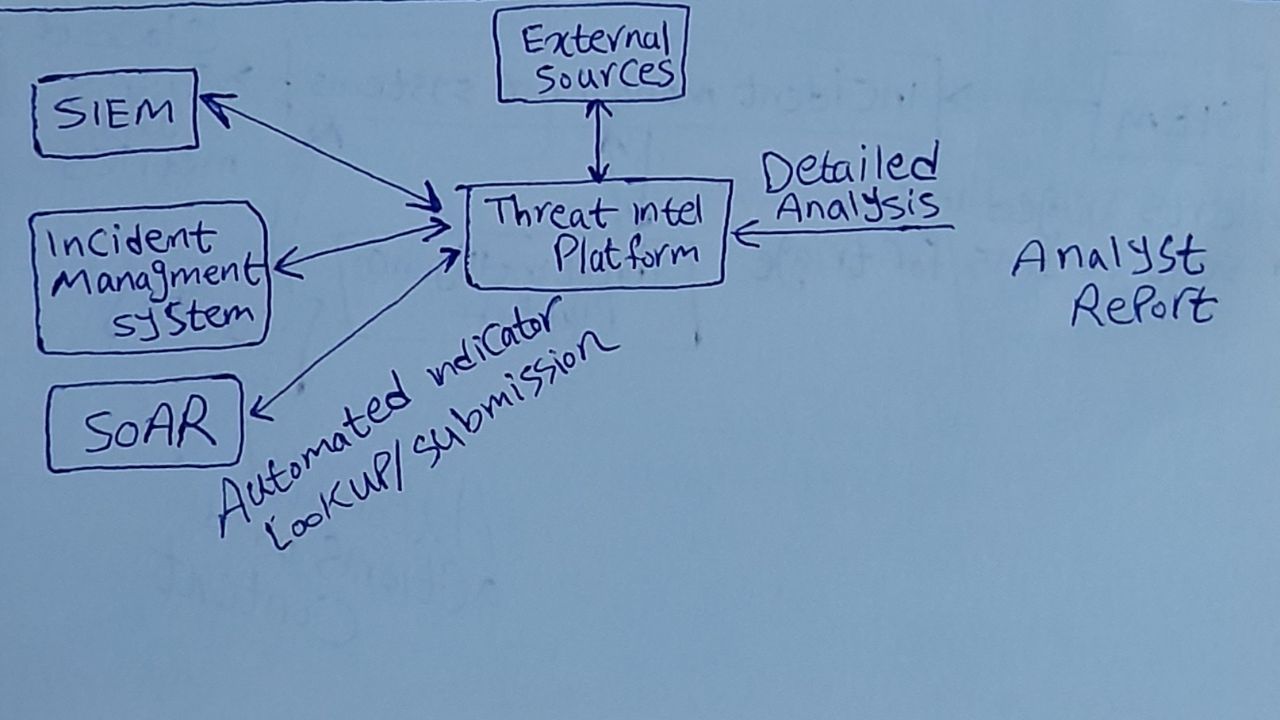 External
Sources
SIEM
Detailed
Analysis
Threat intel
Platform
Incident
Managment
system
Analyst
Report
SOAR
Automated indicator
Lookup/submission